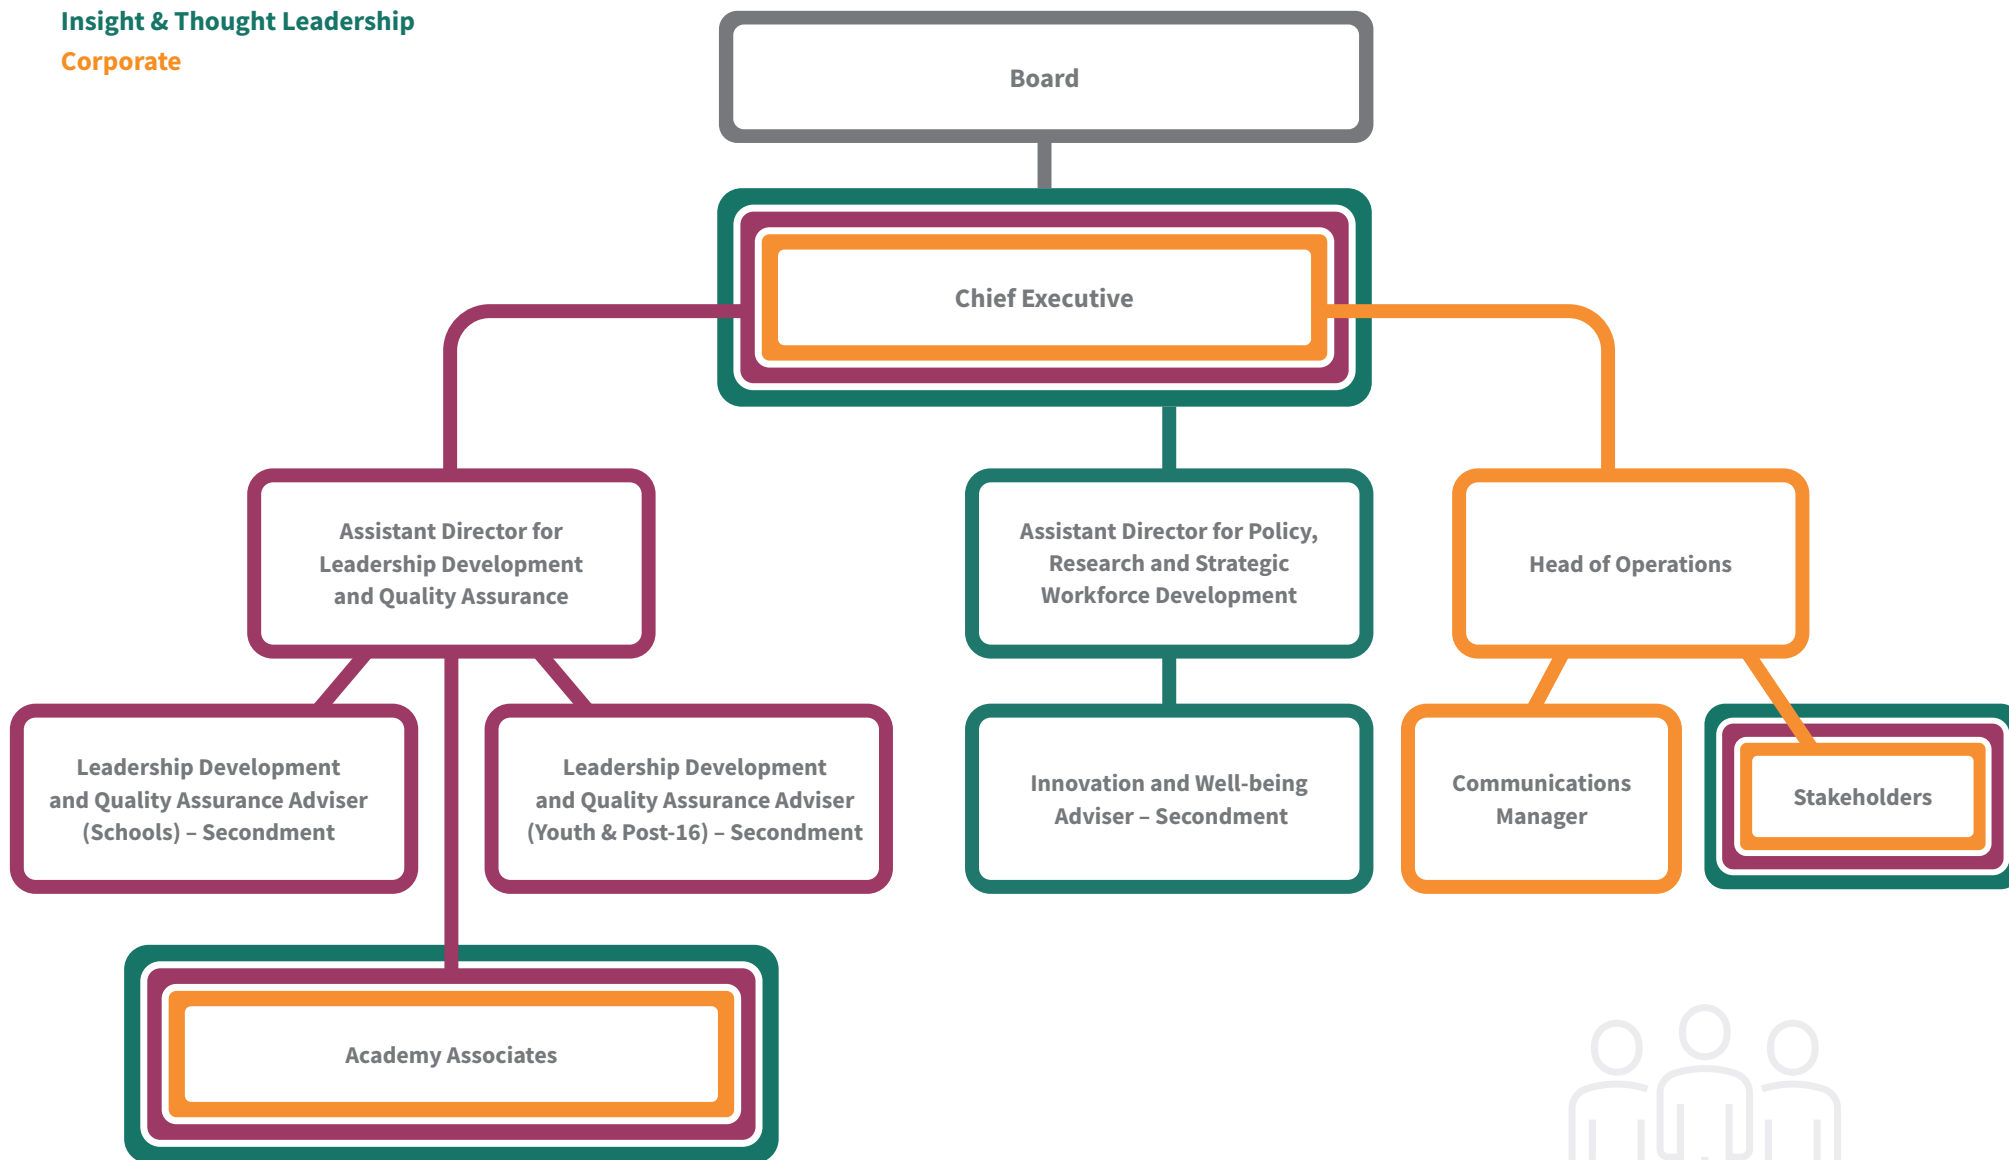 Insight & Thought Leadership
Corporate
Board
Chief Executive
Assistant Director for
Leadership Development
and Quality Assurance
Assistant Director for Policy,
Research and Strategic
Workforce Development
Head of Operations
Leadership Development
and Quality Assurance Adviser
(Schools) – Secondment
Leadership Development
and Quality Assurance Adviser
(Youth & Post-16) – Secondment
Innovation and Well-being
Adviser – Secondment
Communications
Manager
Stakeholders
Academy Associates